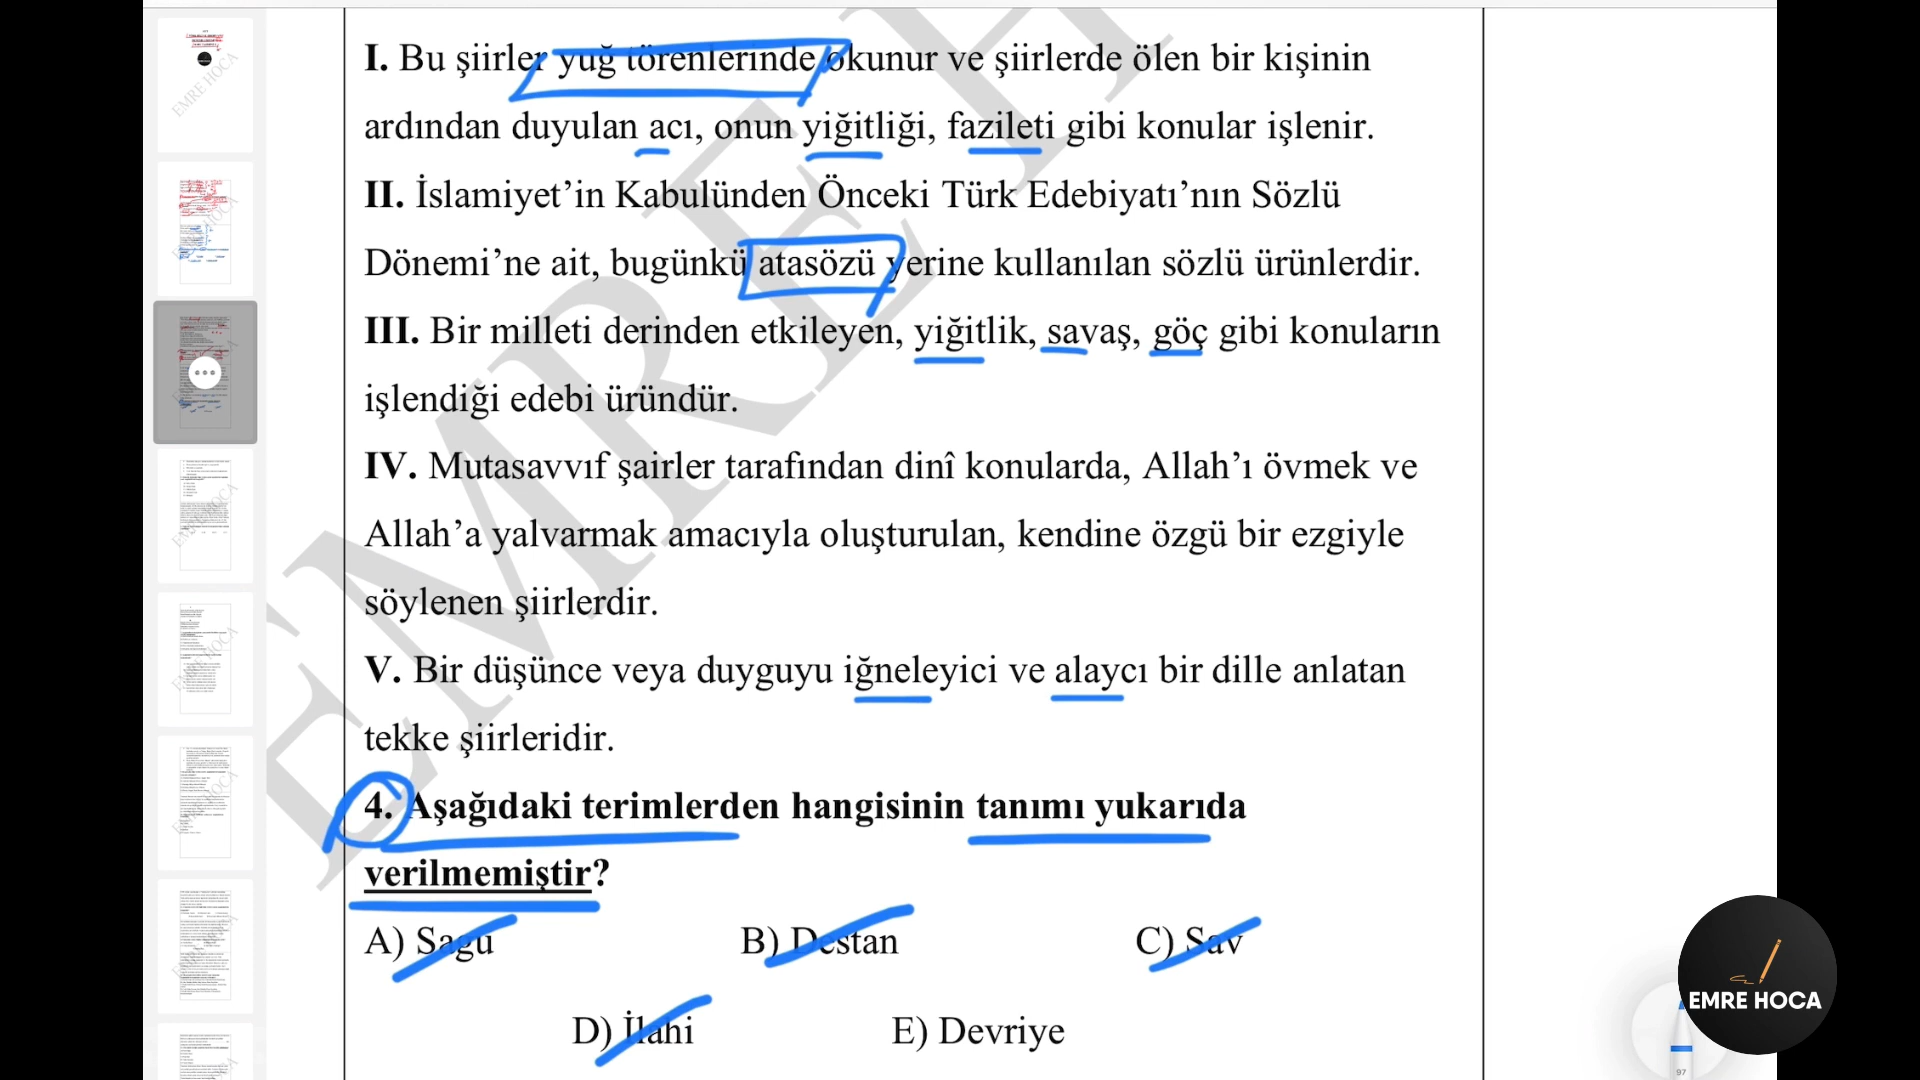 I. Bu şiirler yuğ törenlerinde okunur ve şiirlerde ölen bir kişinin
ardından duyulan acı, onun yiğitliği, fazileti gibi konular işlenir.
II. İslamiyet’in Kabulünden Önceki Türk Edebiyatı’nın Sözlü
Dönemi’ne ait, bugünkü atasözü yerine kullanılan sözlü ürünlerdir.
III. Bir milleti derinden etkileyen, yiğitlik, savaş, göç gibi konuların
işlendiği edebi üründür.
IV. Mutasavvıf şairler tarafından dinî konularda, Allah’ı övmek ve
Allah’a yalvarmak amacıyla oluşturulan, kendine özgü bir ezgiyle
söylenen şiirlerdir.
V. Bir düşünce veya duyguyu iğneleyici ve alaycı bir dille anlatan
tekke şiirleridir.
4. Aşağıdaki terimlerden hangisinin tanımı yukarıda
verilmemiştir?
A) Sagu B) Destan C) Sav
D) İlahi E) Devriye
EMRE H
EMRE HOCA
97